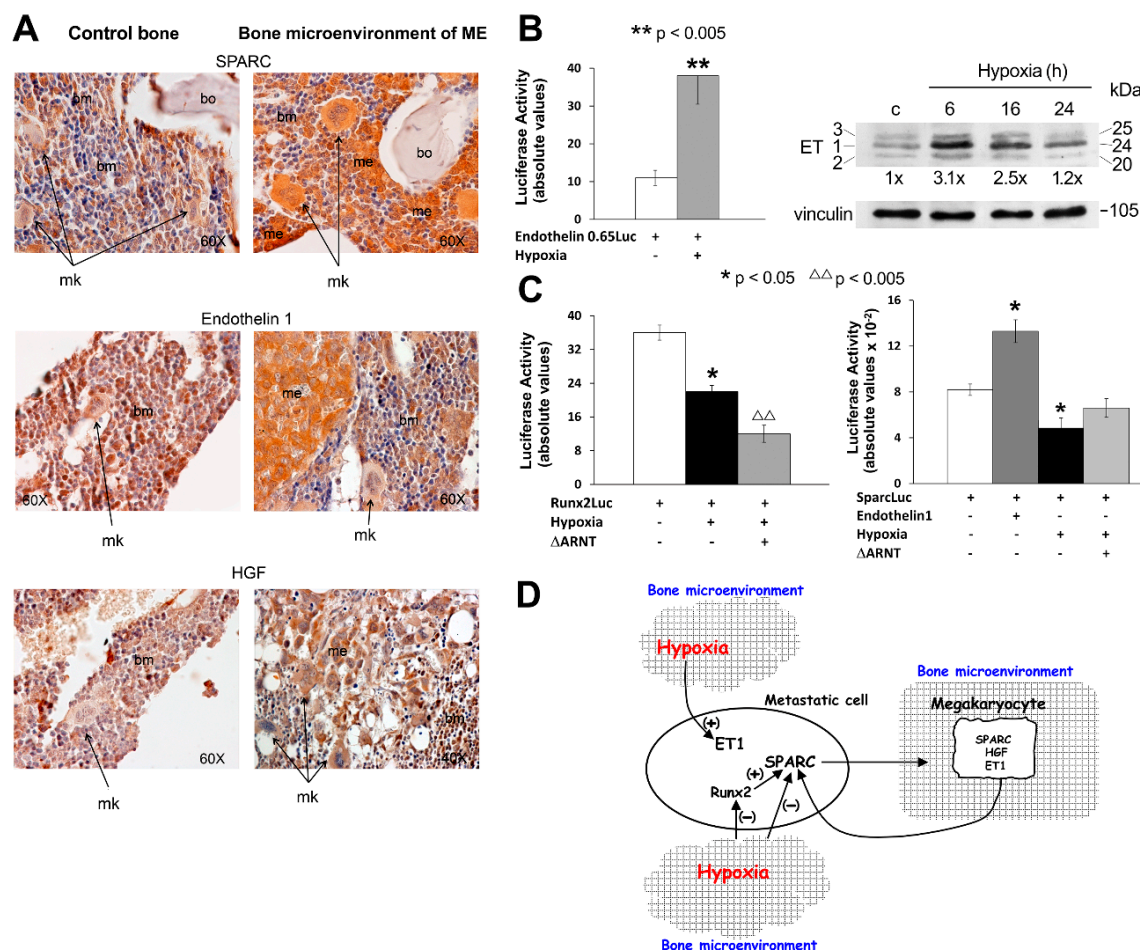 A
Control bone
Bone microenvironment of ME
SPARC
bm
bo
bm
60X
mk
bm
bo
me
me
me
60X
mk
Endothelin 1
bm
60X
mk
me
bm
60X
mk
HGF
bm
60X
mk
me
bm
40X
mk
B
** p < 0.005
**
Luciferase Activity
(absolute values)
40
30
20
10
0
Endothelin 0.65Luc + +
Hypoxia - +
Hypoxia (h)
kDa
c 6 16 24
3
ET 1
2
25
24
20
1x 3.1x 2.5x 1.2x
vinculin
-105
* p < 0.05 △△ p < 0.005
C
Luciferase Activity
(absolute values)
40
32
24
16
8
0
*
△△
Runx2Luc + + +
Hypoxia - + +
ΔARNT - - +
Luciferase Activity
(absolute values x 10-2)
16
12
8
4
0
*
*
SparcLuc + + + +
Endothelin1 - + - -
Hypoxia - - + +
ΔARNT - - - +
D
Bone microenvironment
Hypoxia
Bone microenvironment
Metastatic cell
Megakaryocyte
(+)
ET1
SPARC
HGF
ET1
SPARC
(+)
Runx2
(-)
(-)
Hypoxia
Bone microenvironment